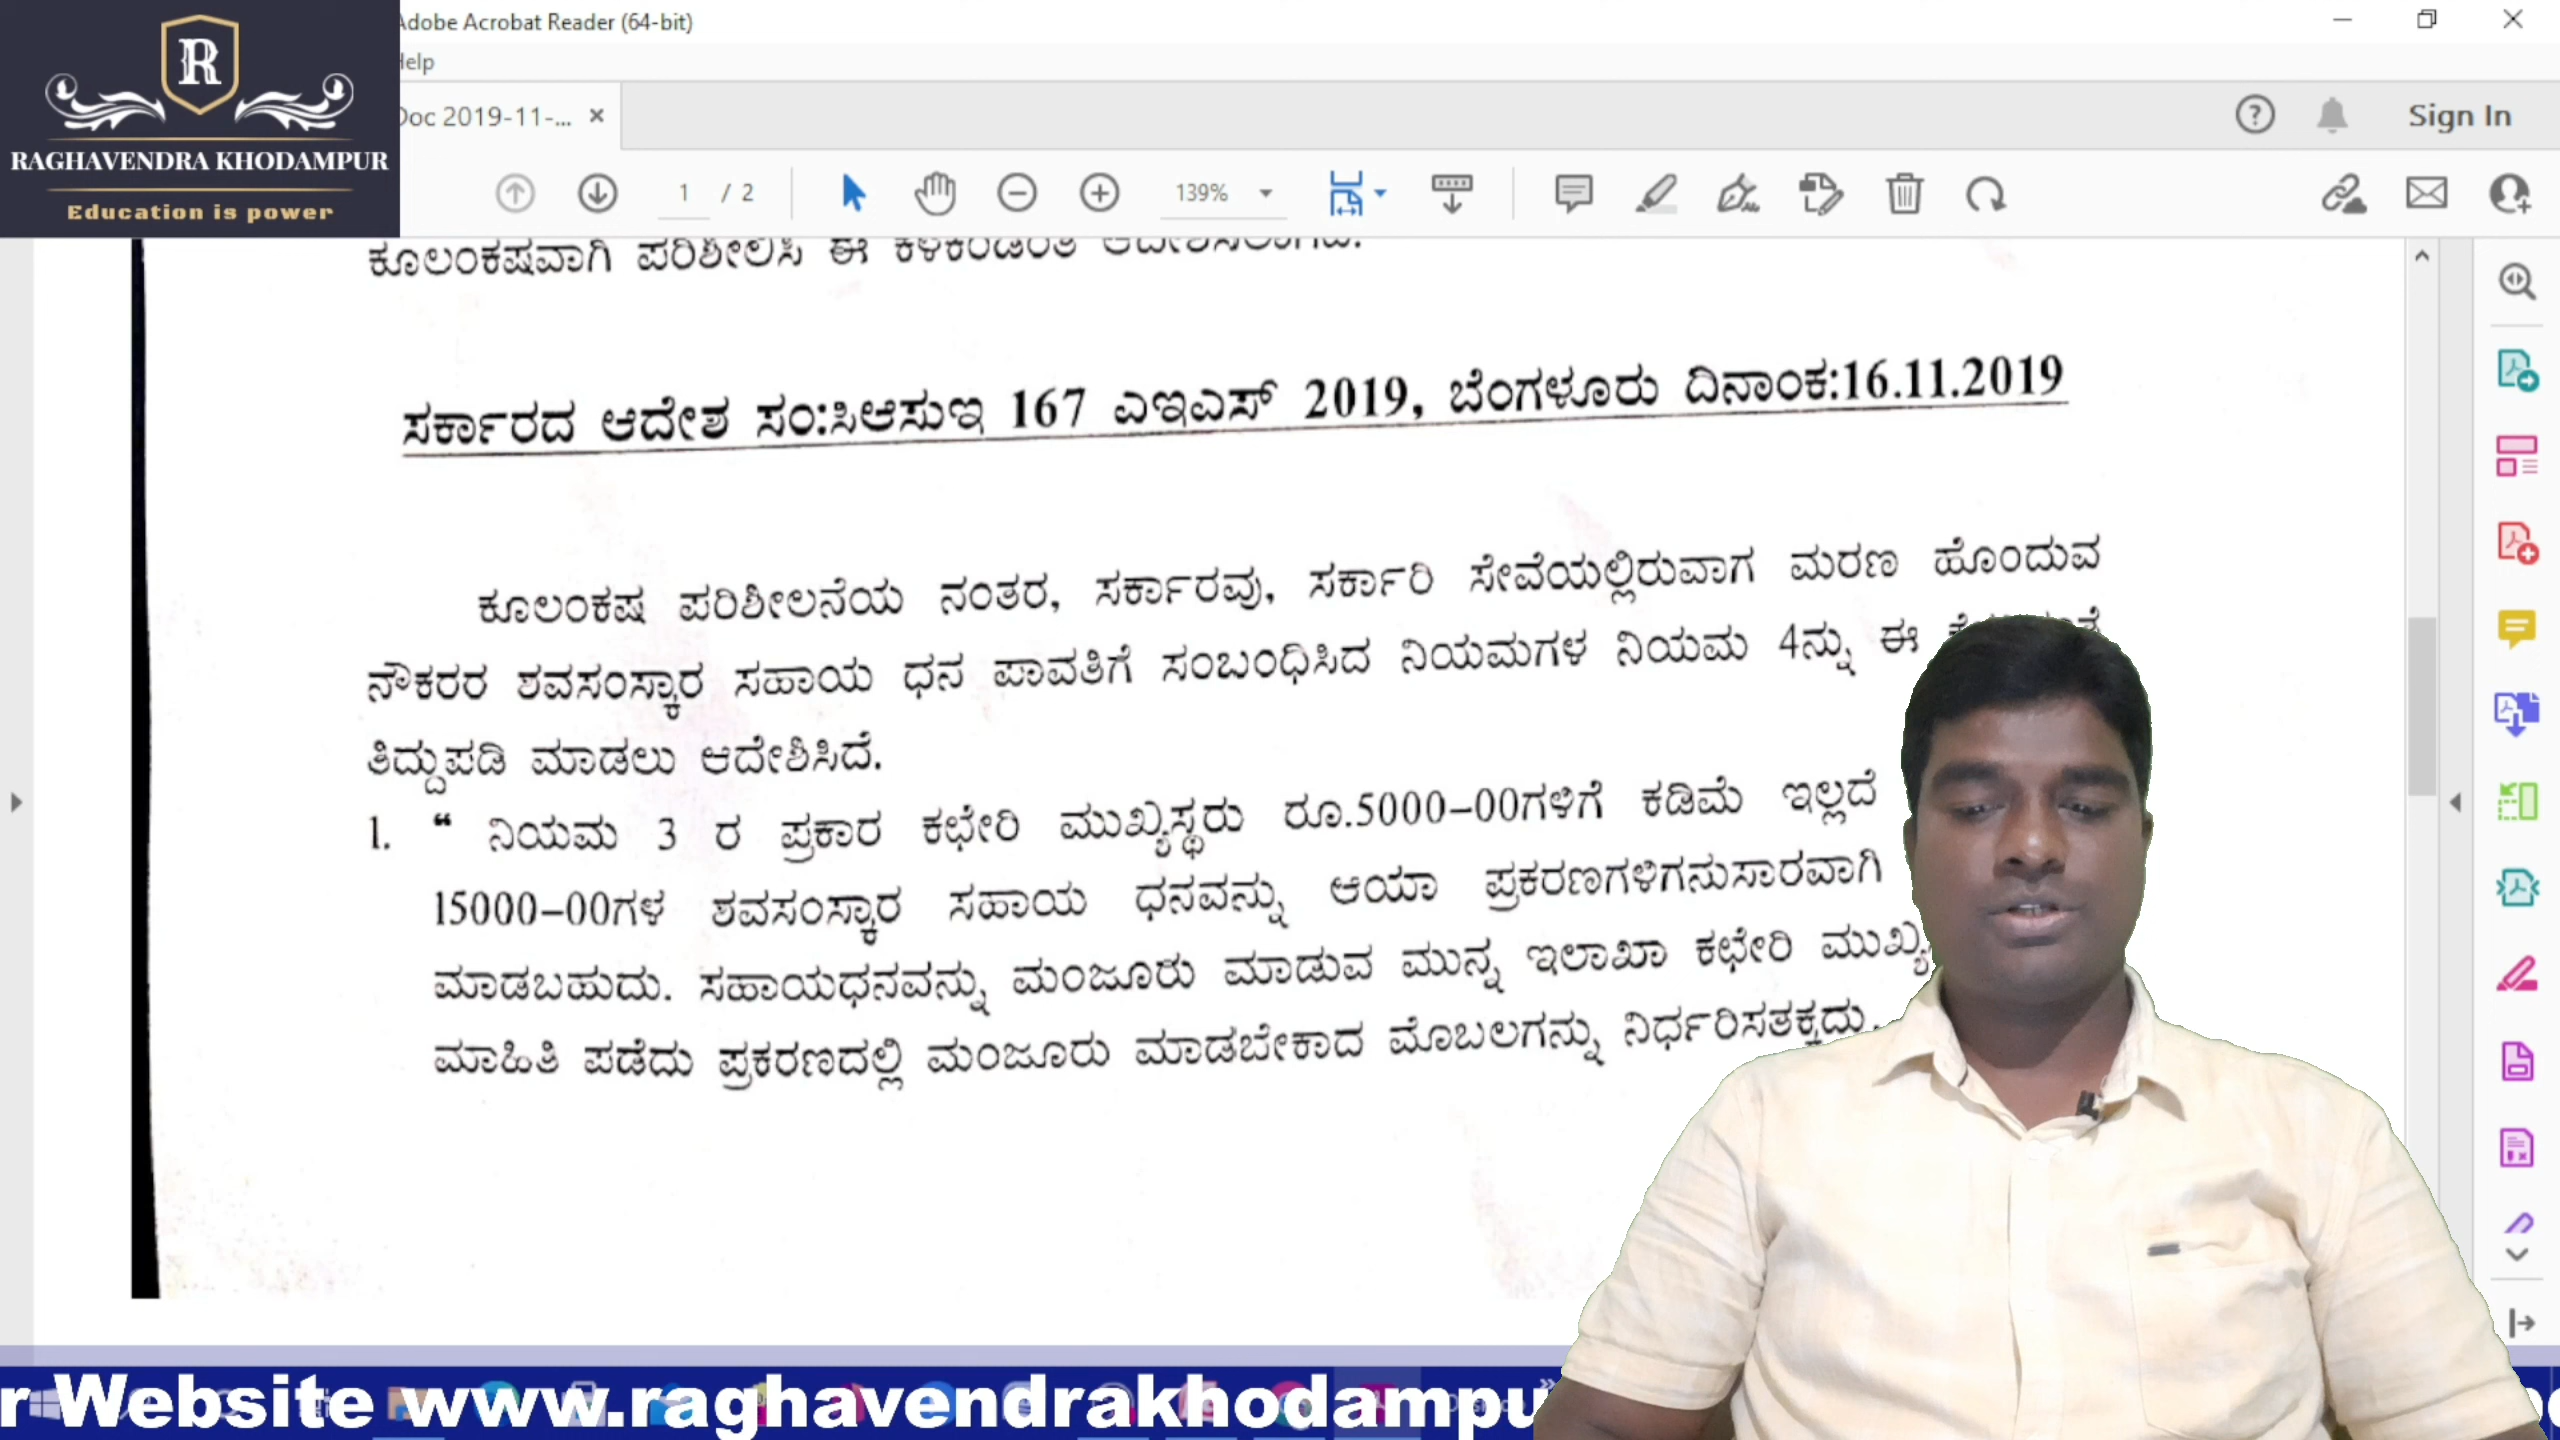 R
RAGHAVENDRA KHODAMPUR
Education is power
Adobe Acrobat Reader (64-bit)
Help
Doc 2019-11-...
Sign In
1 / 2
139%
ಕೂಲಂಕಷವಾಗಿ ಪರಿಶೀಲಿಸಿ ಈ
ಸರ್ಕಾರದ ಆದೇಶ ಸಂ:ಸಿಆಸುಇ 167 ಎಇಎಸ್ 2019, ಬೆಂಗಳೂರು ದಿನಾಂಕ:16.11.2019
ಕೂಲಂಕಷ ಪರಿಶೀಲನೆಯ ನಂತರ, ಸರ್ಕಾರವು, ಸರ್ಕಾರಿ ಸೇವೆಯಲ್ಲಿರುವಾಗ ಮರಣ ಹೊಂದುವ
ನೌಕರರ ಶವಸಂಸ್ಕಾರ ಸಹಾಯ ಧನ ಪಾವತಿಗೆ ಸಂಬಂಧಿಸಿದ ನಿಯಮಗಳ ನಿಯಮ 4ನ್ನು ಈ
ತಿದ್ದುಪಡಿ ಮಾಡಲು ಆದೇಶಿಸಿದೆ.
1. “ ನಿಯಮ 3 ರ ಪ್ರಕಾರ ಕಛೇರಿ ಮುಖ್ಯಸ್ಥರು ರೂ.5000–00ಗಳಿಗೆ ಕಡಿಮೆ ಇಲ್ಲದೆ
15000–00ಗಳ ಶವಸಂಸ್ಕಾರ ಸಹಾಯ ಧನವನ್ನು ಆಯಾ ಪ್ರಕರಣಗಳಿಗನುಸಾರವಾಗಿ
ಮಾಡಬಹುದು. ಸಹಾಯಧನವನ್ನು ಮಂಜೂರು ಮಾಡುವ ಮುನ್ನ ಇಲಾಖಾ ಕಛೇರಿ
ಮಾಹಿತಿ ಪಡೆದು ಪ್ರಕರಣದಲ್ಲಿ ಮಂಜೂರು ಮಾಡಬೇಕಾದ ಮೊಬಲಗನ್ನು ನಿರ್ಧರಿಸತಕ್ಕದ್ದು.
r Website www.raghavendrakhodampu